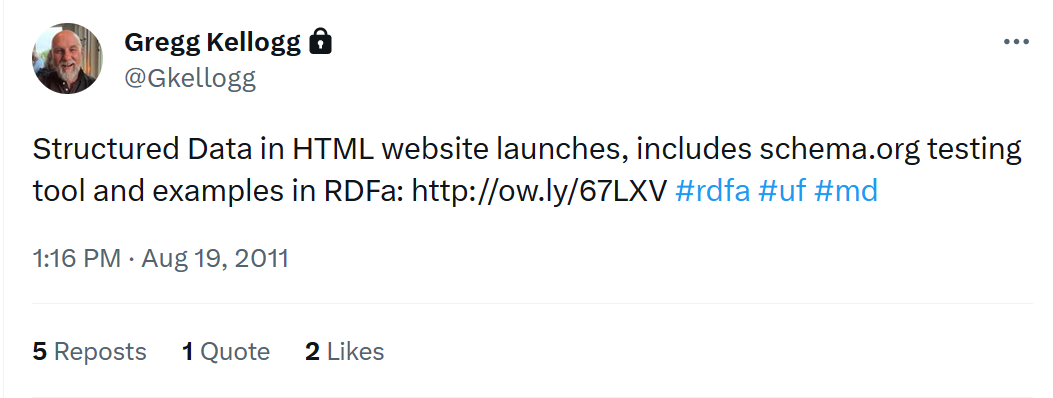 Gregg Kellogg
@Gkellogg
Structured Data in HTML website launches, includes schema.org testing
tool and examples in RDFa: http://ow.ly/67LXV #rdfa #uf #md
1:16 PM · Aug 19, 2011
5 Reposts 1 Quote 2 Likes